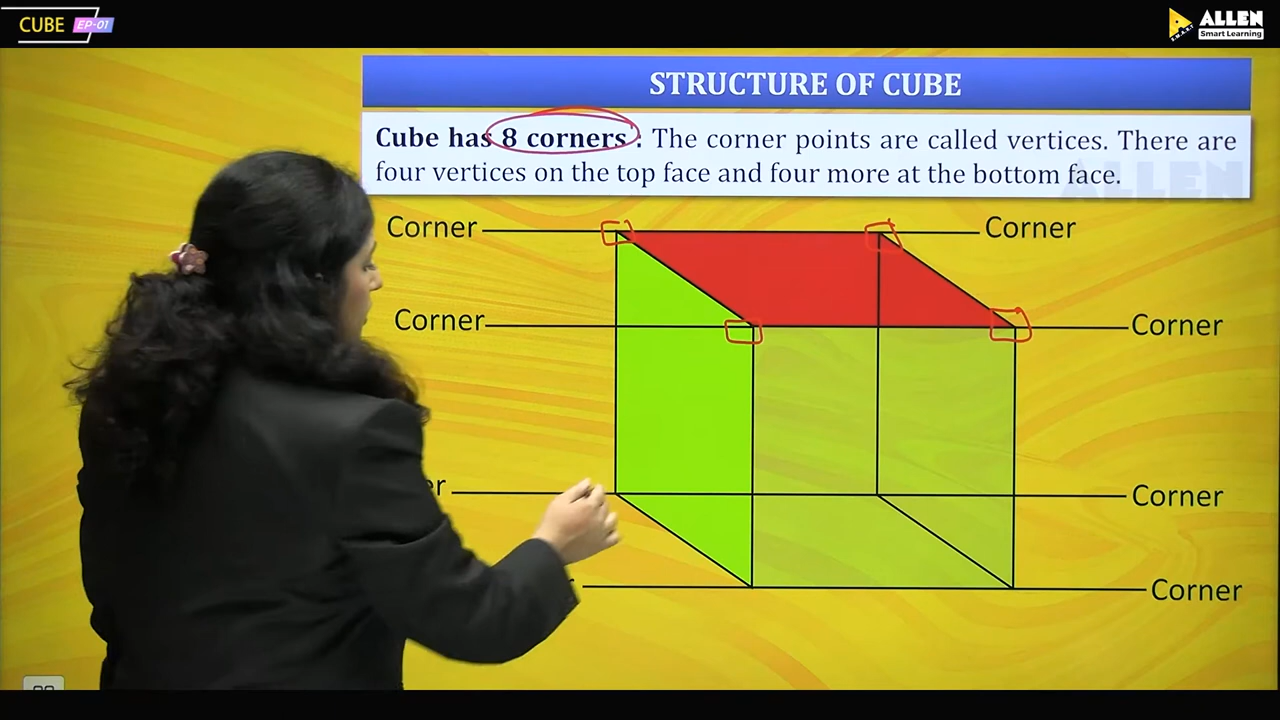 CUBE EP-01
ALLEN
Smart Learning
STRUCTURE OF CUBE
Cube has 8 corners : The corner points are called vertices. There are
four vertices on the top face and four more at the bottom face.
Corner
Corner
Corner
Corner
er
Corner
Corner